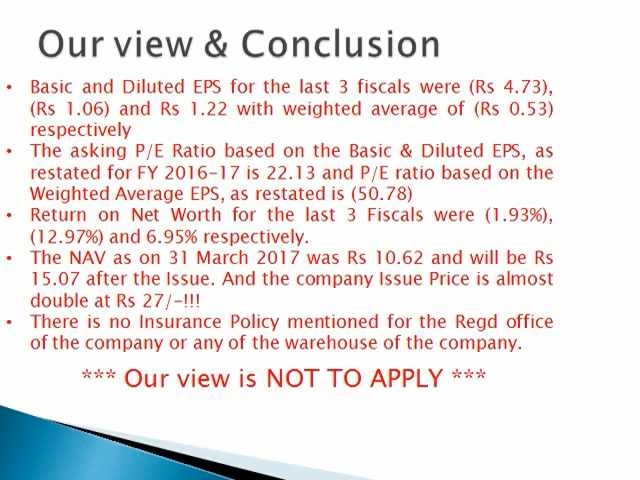 Our view & Conclusion
• Basic and Diluted EPS for the last 3 fiscals were (Rs 4.73),
(Rs 1.06) and Rs 1.22 with weighted average of (Rs 0.53)
respectively
• The asking P/E Ratio based on the Basic & Diluted EPS, as
restated for FY 2016-17 is 22.13 and P/E ratio based on the
Weighted Average EPS, as restated is (50.78)
• Return on Net Worth for the last 3 Fiscals were (1.93%),
(12.97%) and 6.95% respectively.
• The NAV as on 31 March 2017 was Rs 10.62 and will be Rs
15.07 after the Issue. And the company Issue Price is almost
double at Rs 27/-!!!
• There is no Insurance Policy mentioned for the Regd office
of the company or any of the warehouse of the company.
*** Our view is NOT TO APPLY ***